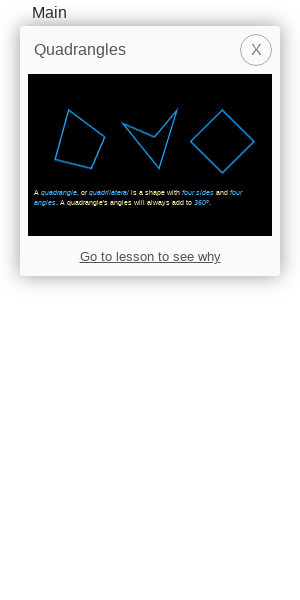 Main
Quadrangles
X
A quadrangle, or quadrilateral is a shape with four sides and four
angles. A quadrangle's angles will always add to 360º.
Go to lesson to see why